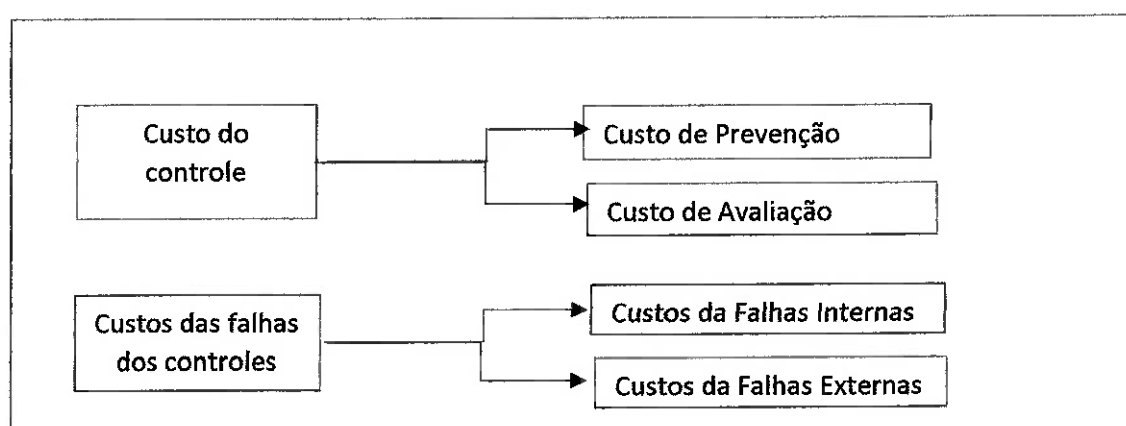 Custo do
controle
Custo de Prevenção
Custo de Avaliação
Custos das falhas
dos controles
Custos da Falhas Internas
Custos da Falhas Externas